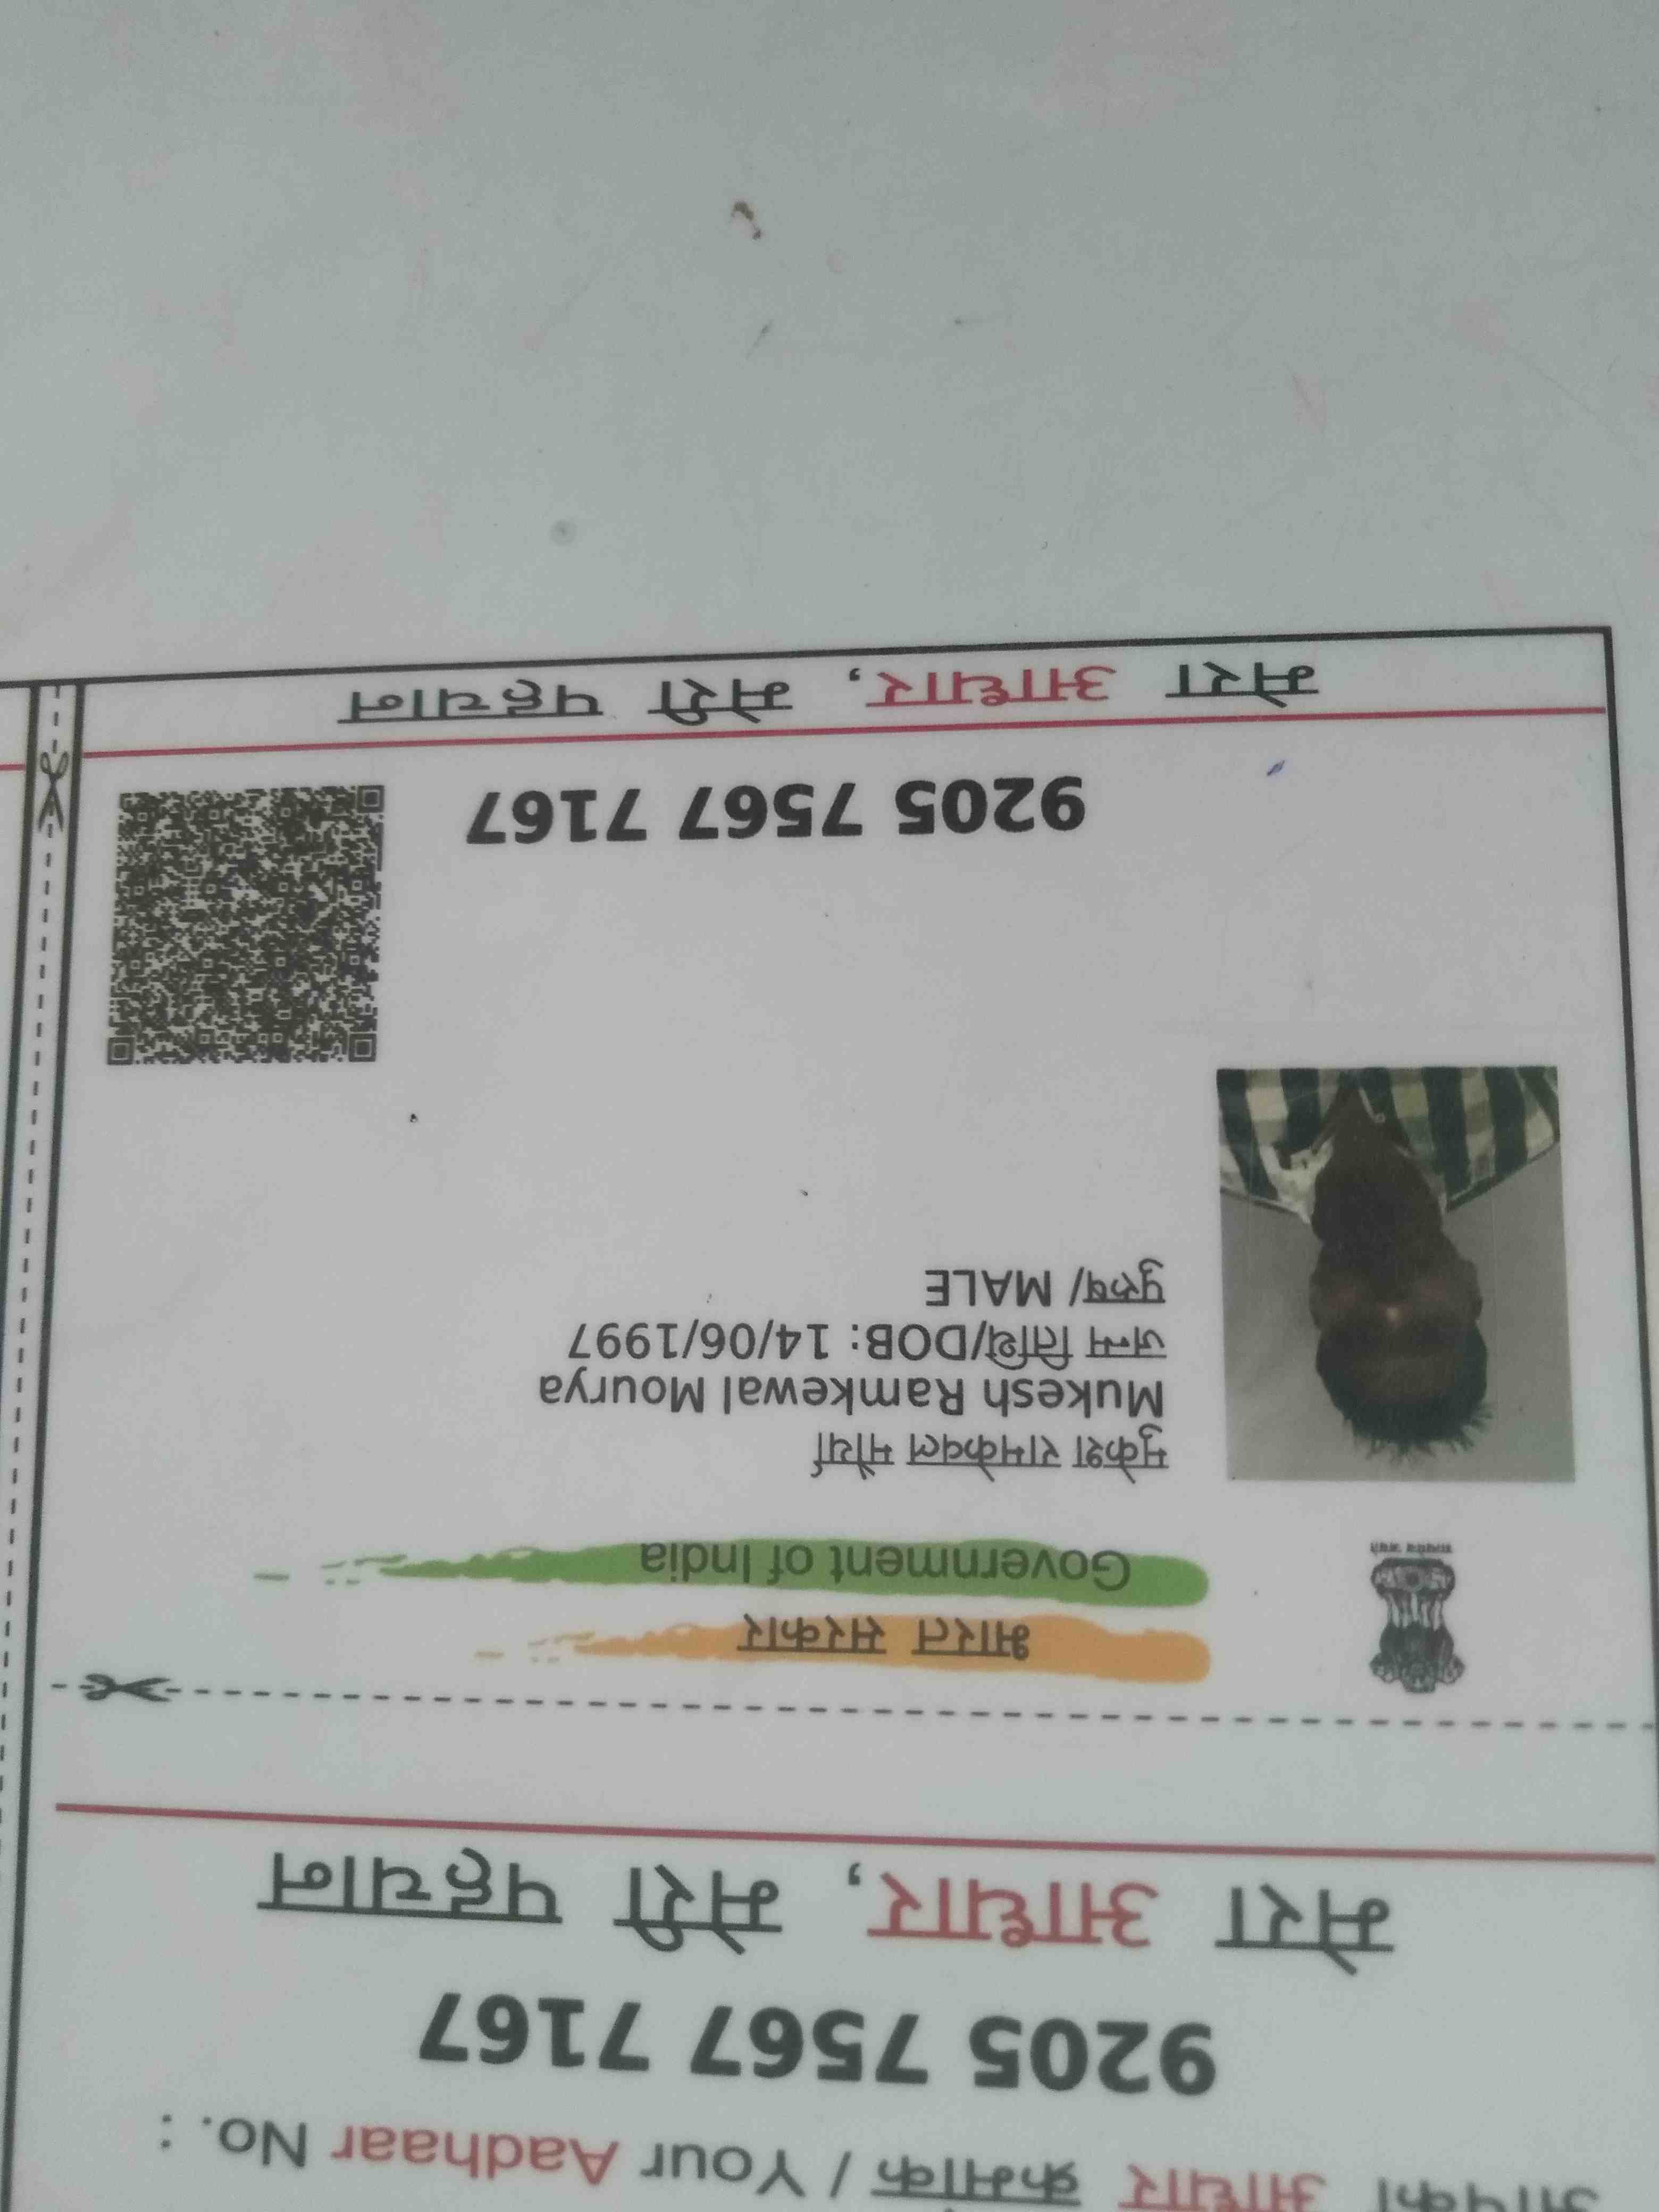 आपका आधार क्रमांक / Your Aadhaar No. :
9205 7567 7167
मेरा आधार, मेरी पहचान
भारत सरकार
Government of India
मुकेश रामकेवल मौर्या
Mukesh Ramkewal Mourya
जन्म तिथि/DOB: 14/06/1997
पुरुष/ MALE
9205 7567 7167
मेरा आधार, मेरी पहचान